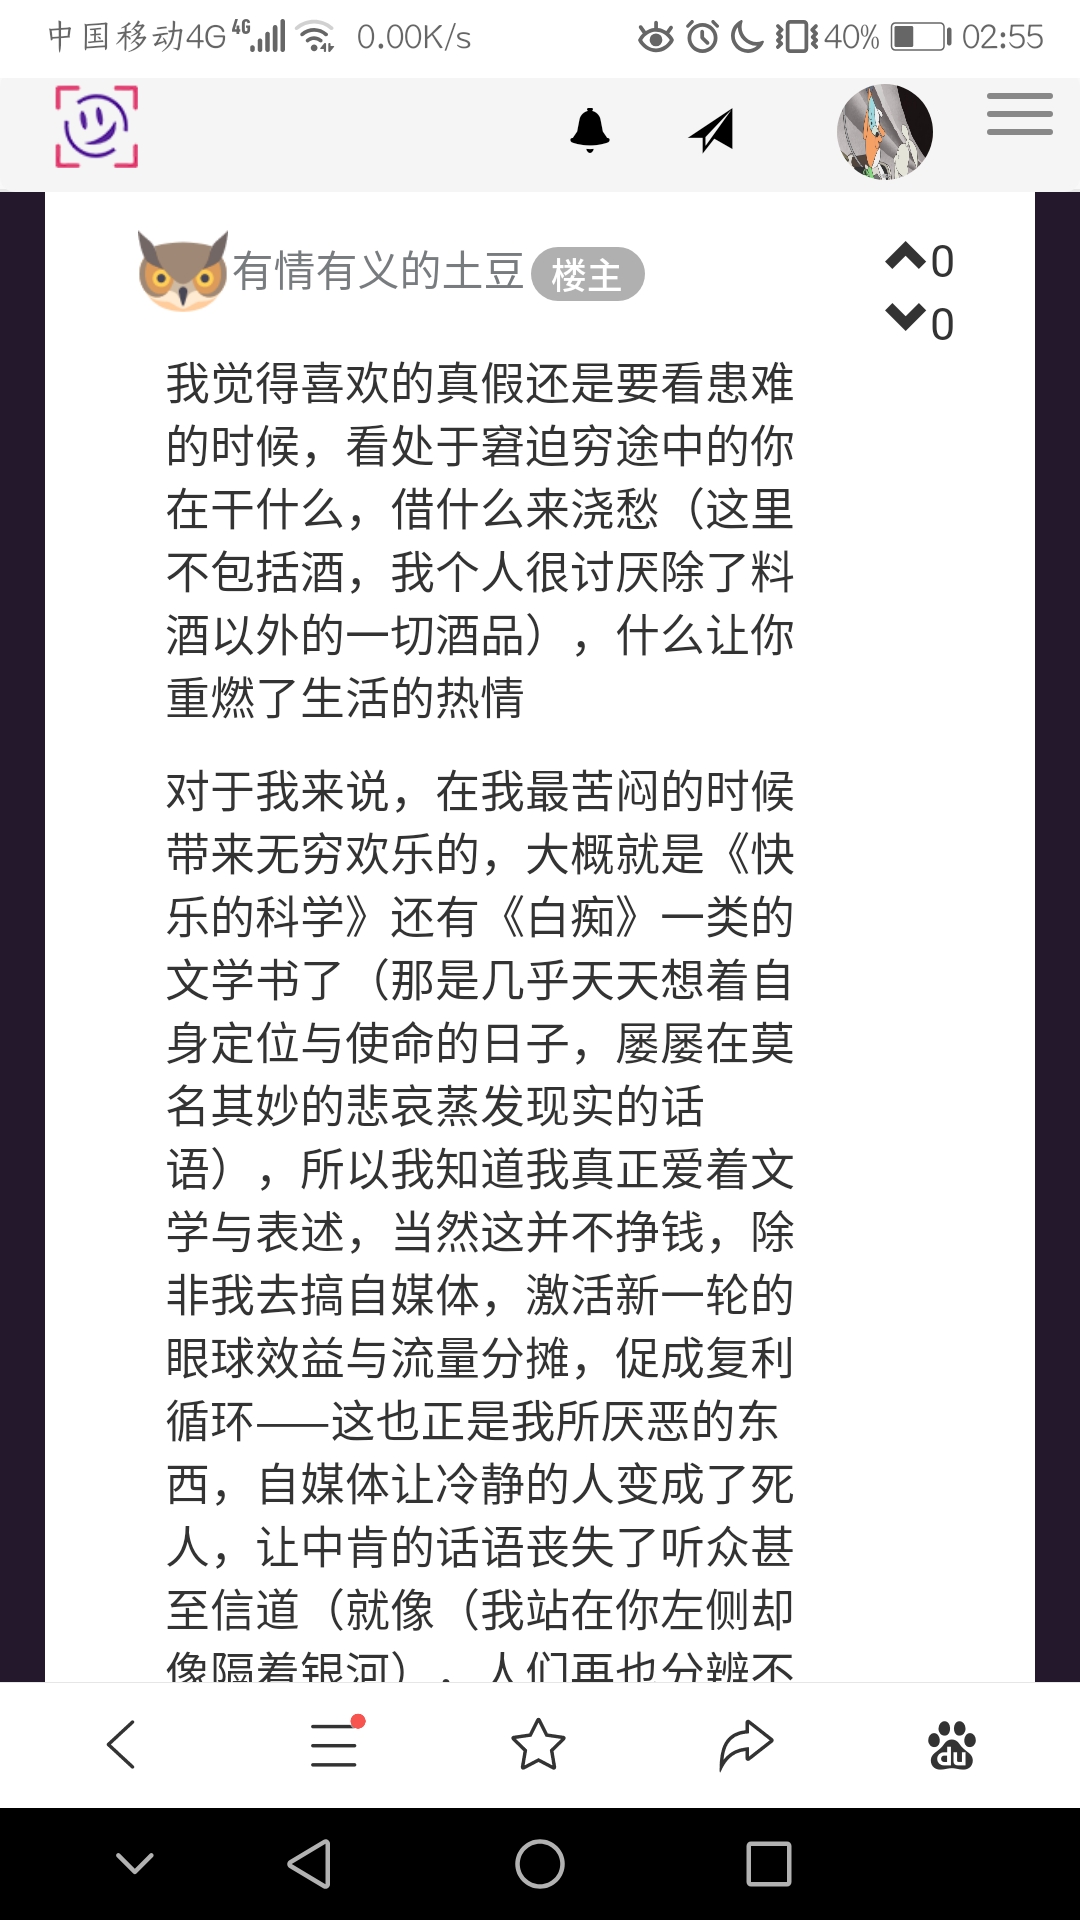 中国移动4G 4G 0.00K/s 40% 02:55
有情有义的土豆 楼主
0
0
我觉得喜欢的真假还是要看患难
的时候，看处于窘迫穷途中的你
在干什么，借什么来浇愁（这里
不包括酒，我个人很讨厌除了料
酒以外的一切酒品），什么让你
重燃了生活的热情
对于我来说，在我最苦闷的时候
带来无穷欢乐的，大概就是《快
乐的科学》还有《白痴》一类的
文学书了（那是几乎天天想着自
身定位与使命的日子，屡屡在莫
名其妙的悲哀蒸发现实的话
语），所以我知道我真正爱着文
学与表述，当然这并不挣钱，除
非我去搞自媒体，激活新一轮的
眼球效益与流量分摊，促成复利
循环——这也正是我所厌恶的东
西，自媒体让冷静的人变成了死
人，让中肯的话语丧失了听众甚
至信道（就像（我站在你左侧却
像隔着银河），人们再也分辨不
du